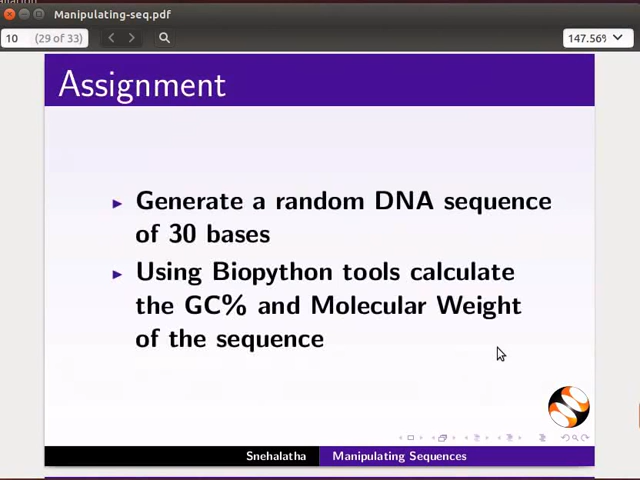 Manipulating-seq.pdf
10 (29 of 33) 147.56%
Assignment
Generate a random DNA sequence
of 30 bases
Using Biopython tools calculate
the GC% and Molecular Weight
of the sequence
Snehalatha Manipulating Sequences